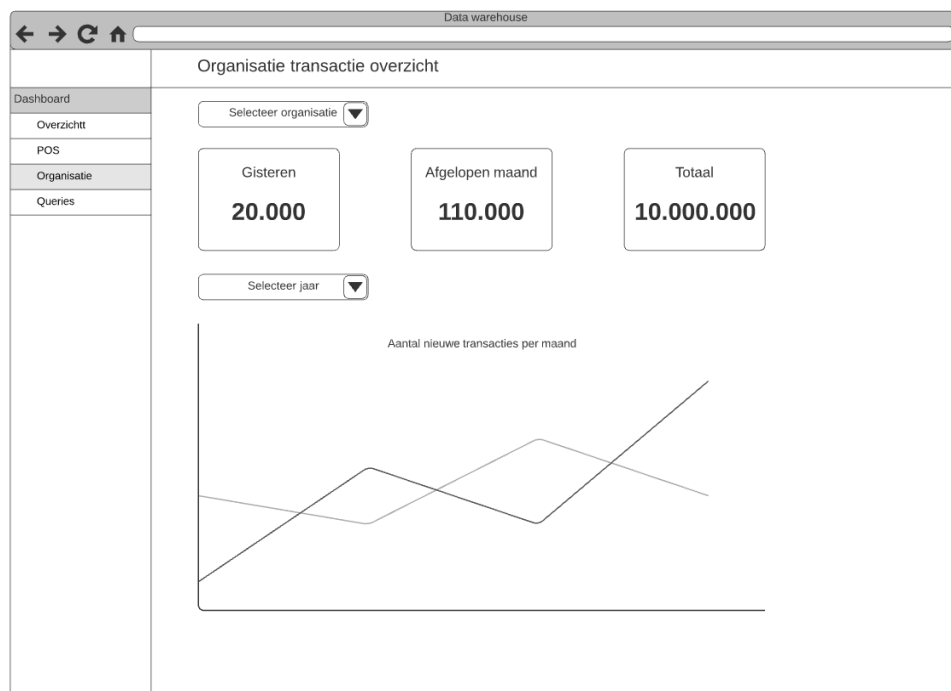 Data warehouse
Organisatie transactie overzicht
Dashboard
Overzichtt
POS
Organisatie
Queries
Selecteer organisatie
Gisteren
20.000
Afgelopen maand
110.000
Totaal
10.000.000
Selecteer jaar
Aantal nieuwe transacties per maand